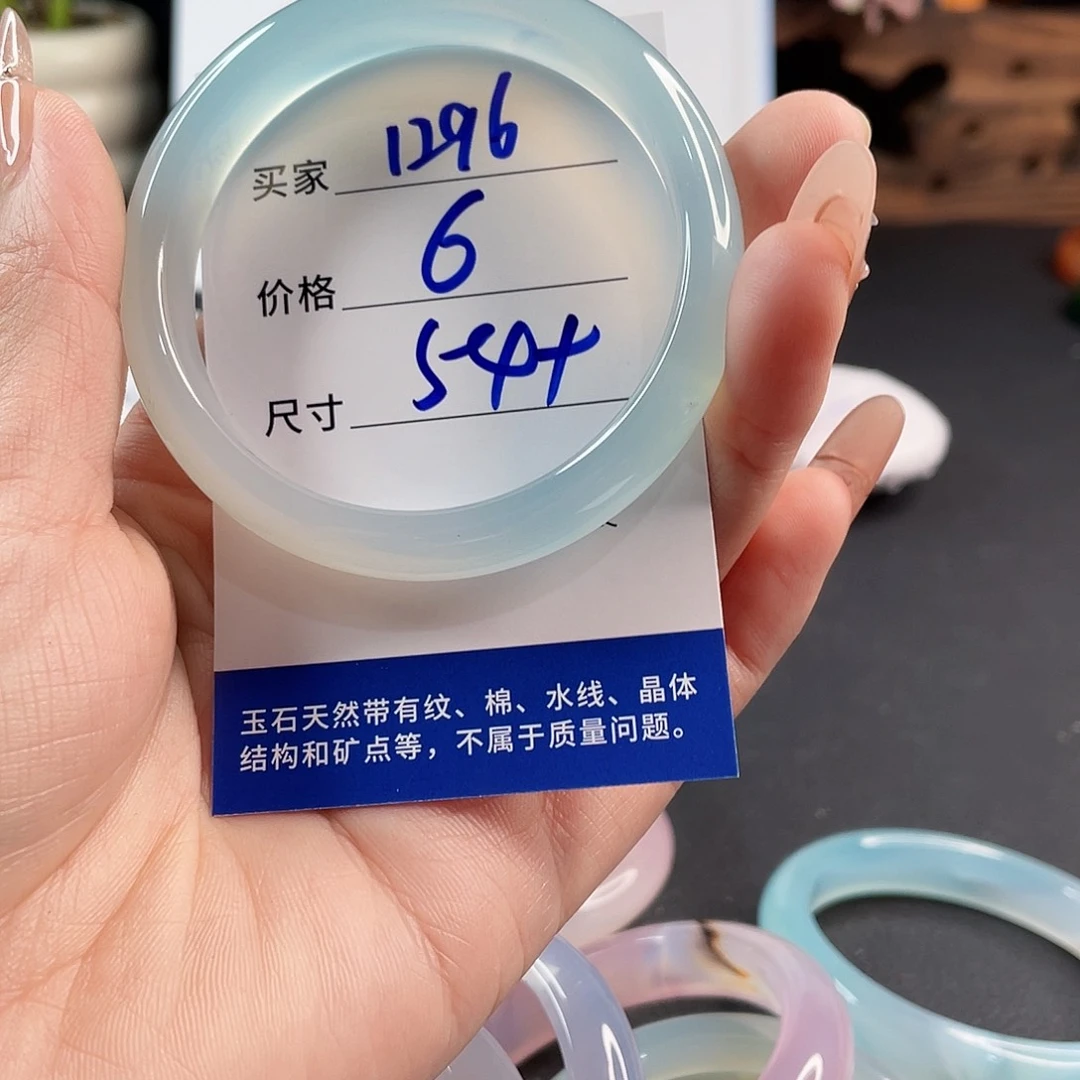 买家 1296
价格 6
尺寸 54+
玉石天然带有纹、棉、水线、晶体
结构和矿点等，不属于质量问题。